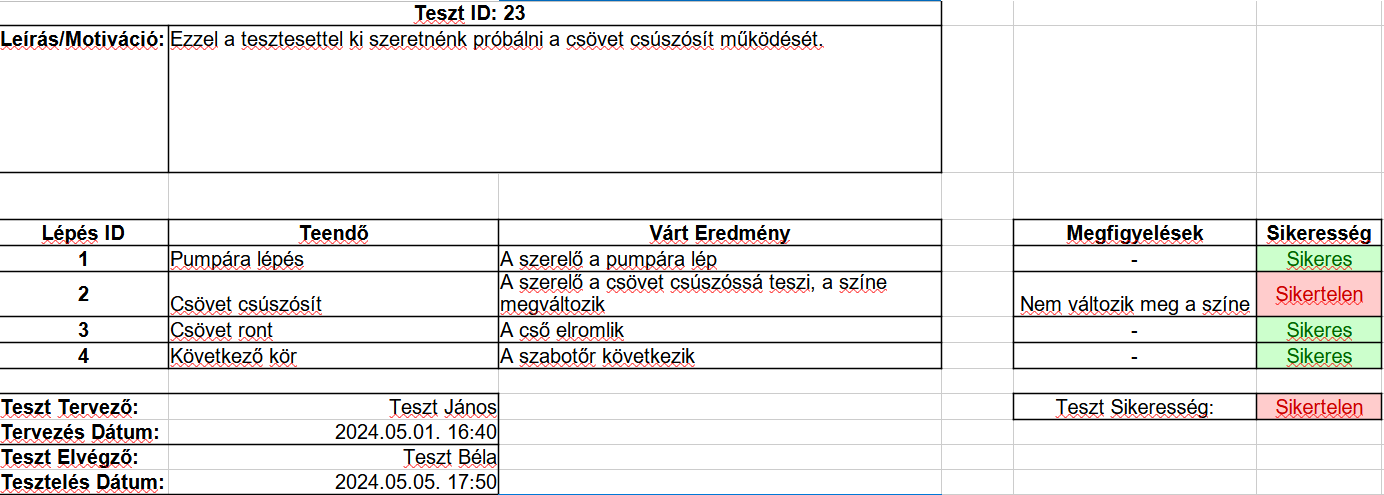 Teszt ID: 23
Leírás/Motiváció: Ezzel a tesztesettel ki szeretnénk próbálni a csövet csúszósít működését.
Lépés ID Teendő Várt Eredmény Megfigyelések Sikeresség
1 Pumpára lépés A szerelő a pumpára lép - Sikeres
2 Csövet csúszósít A szerelő a csövet csúszóssá teszi, a színe
megváltozik Nem változik meg a színe Sikertelen
3 Csövet ront A cső elromlik - Sikeres
4 Következő kör A szabotőr következik - Sikeres
Teszt Tervező: Teszt János Teszt Sikeresség: Sikertelen
Tervezés Dátum: 2024.05.01. 16:40
Teszt Elvégző: Teszt Béla
Tesztelés Dátum: 2024.05.05. 17:50